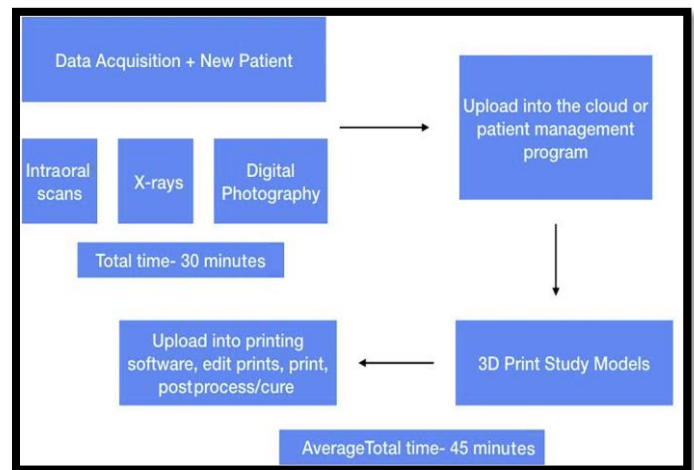 Data Acquisition + New Patient
Intraoral
scans
X-rays
Digital
Photography
Total time- 30 minutes
Upload into the cloud or
patient management
program
3D Print Study Models
Upload into printing
software, edit prints, print,
postprocess/cure
AverageTotal time- 45 minutes